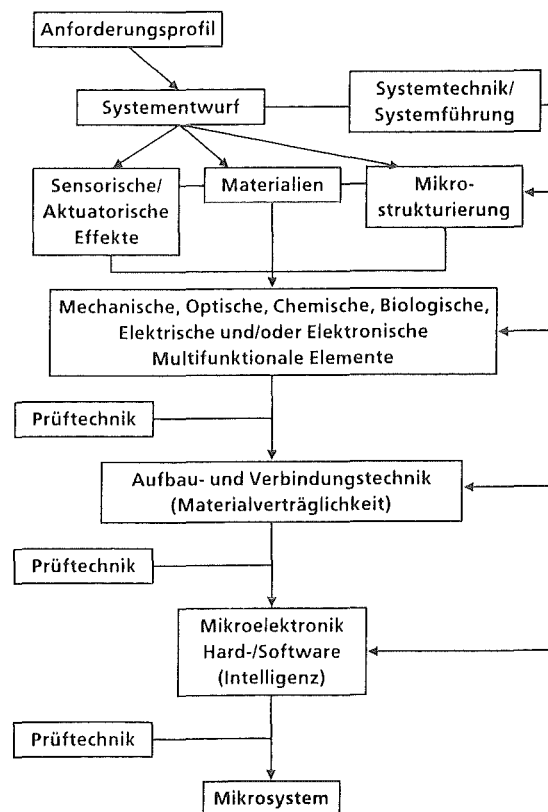 Anforderungsprofil
Systementwurf
Systemtechnik/
Systemführung
Sensorische/
Aktuatorische
Effekte
Materialien
Mikro-
strukturierung
Mechanische, Optische, Chemische, Biologische,
Elektrische und/oder Elektronische
Multifunktionale Elemente
Prüftechnik
Aufbau- und Verbindungstechnik
(Materialverträglichkeit)
Prüftechnik
Mikroelektronik
Hard-/Software
(Intelligenz)
Prüftechnik
Mikrosystem